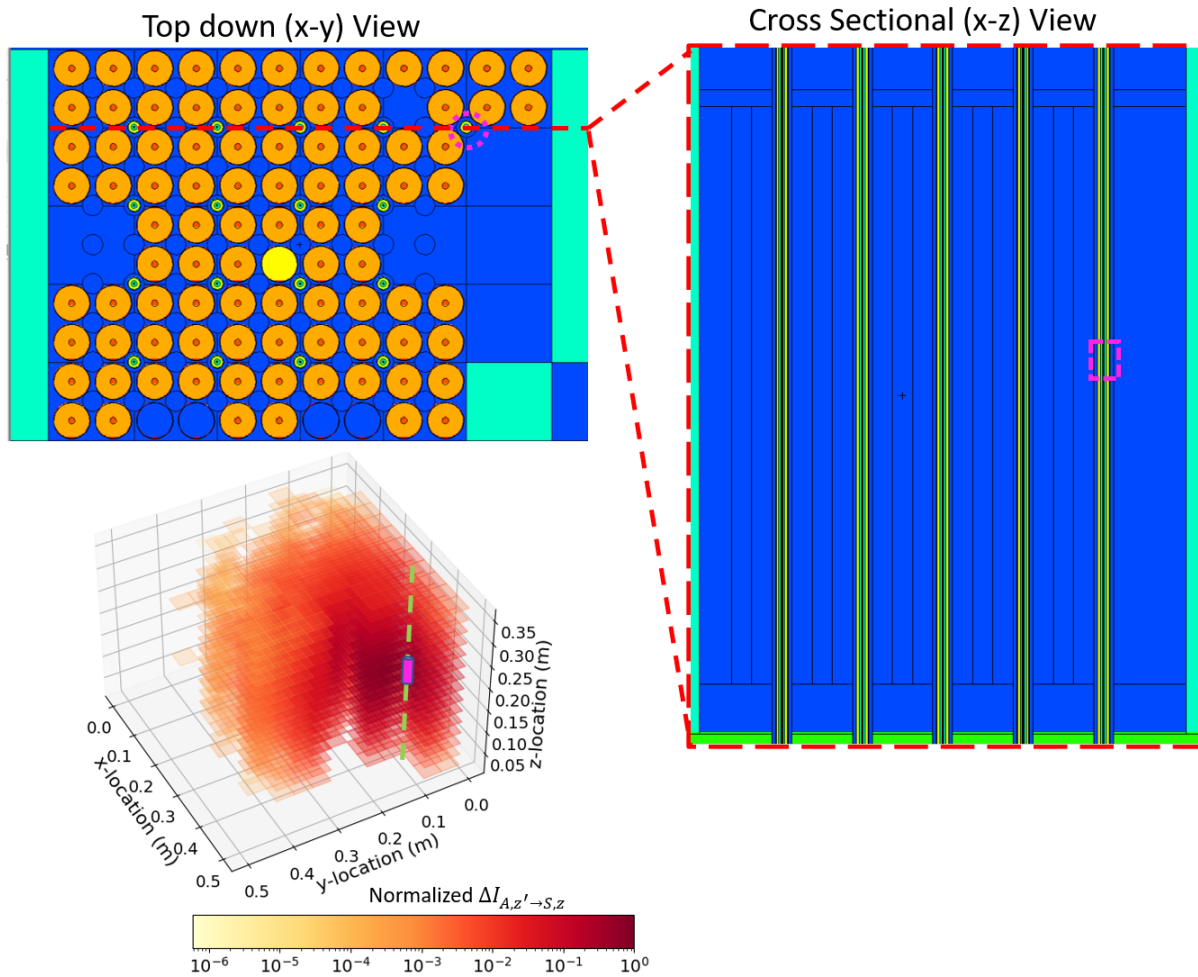 Top down (x-y) View
Cross Sectional (x-z) View
0.35
0.30
0.25
0.20
0.15
0.10
0.05
z-location (m)
0.0
0.1
0.2
0.3
0.4
0.5
x-location (m)
0.5
0.4
0.3
0.2
0.1
0.0
y-location (m)
Normalized ΔI_{A,z′→S,z}
10⁻⁶ 10⁻⁵ 10⁻⁴ 10⁻³ 10⁻² 10⁻¹ 10⁰